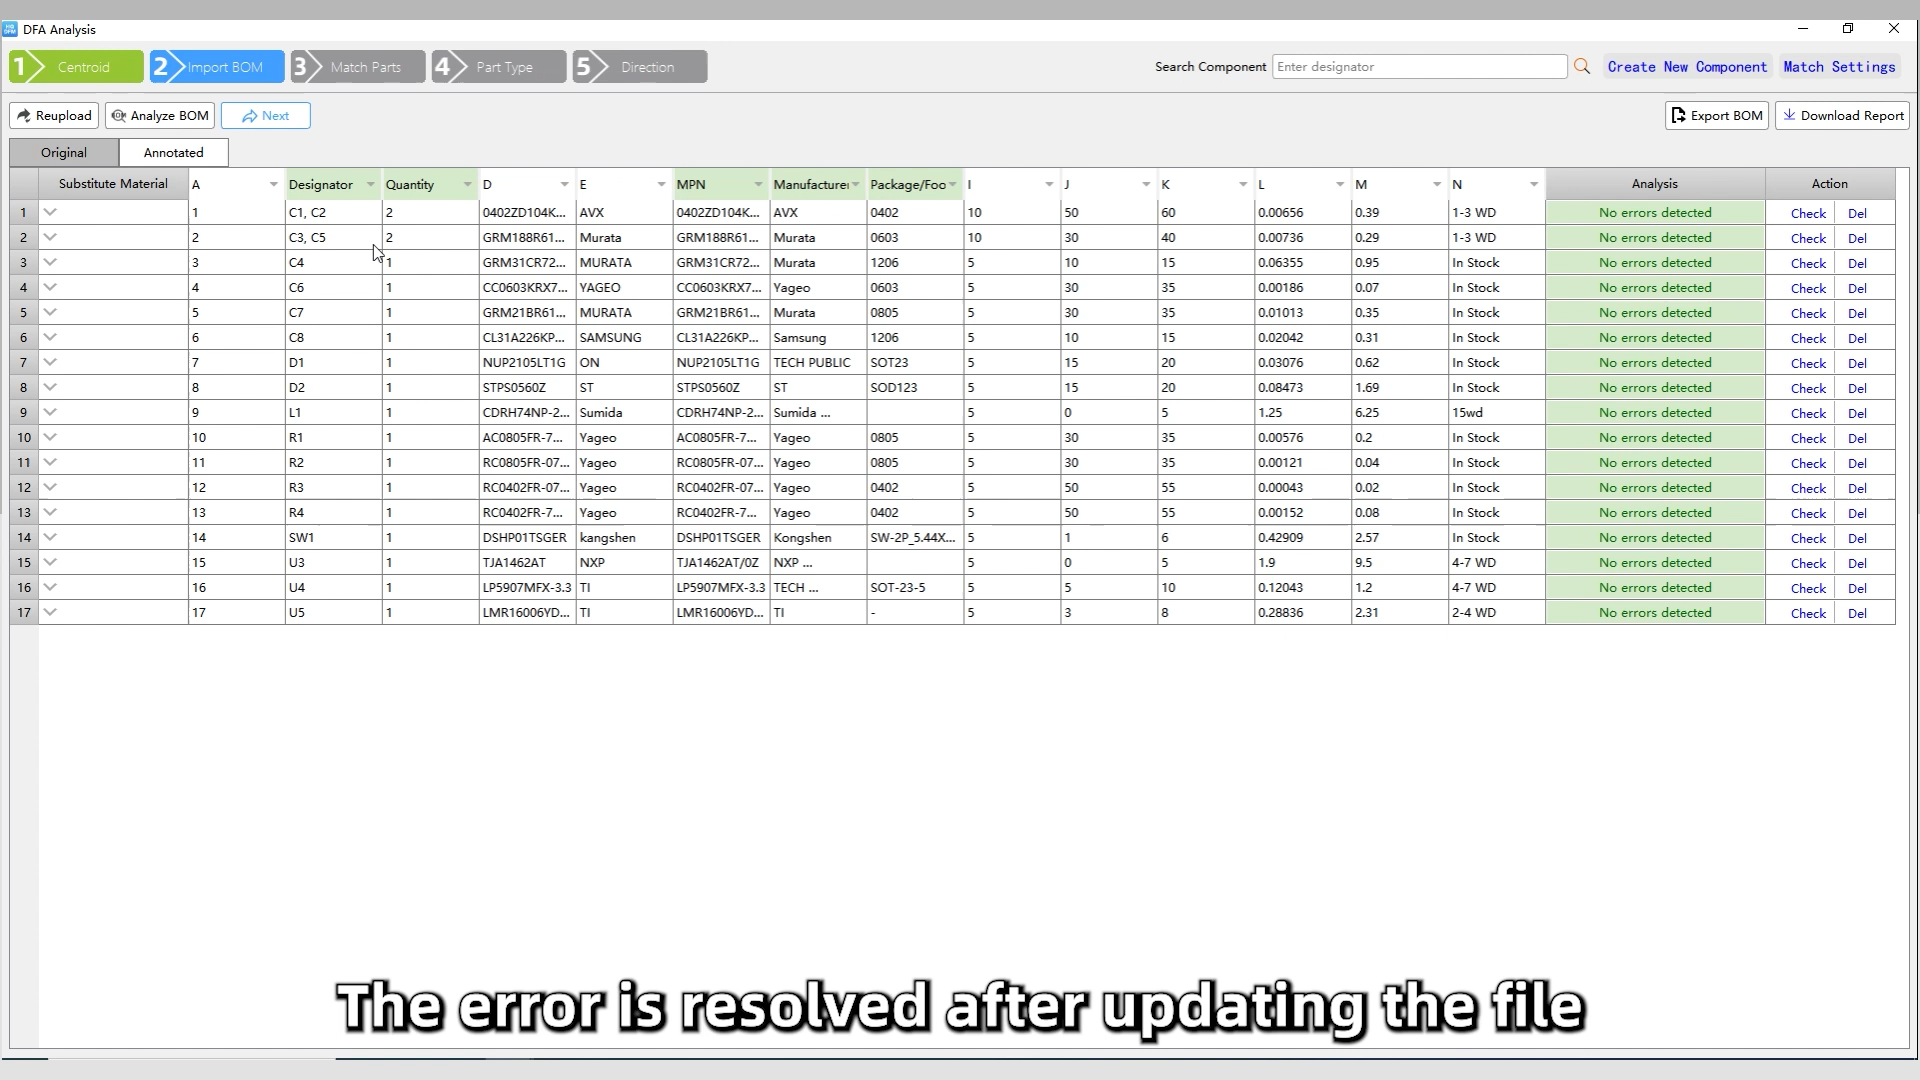 DFA Analysis
1 Centroid 2 Import BOM 3 Match Parts 4 Part Type 5 Direction Search Component Enter designator Create New Component Match Settings
Reupload Analyze BOM Next Export BOM Download Report
Original Annotated
Substitute Material A Designator Quantity D E MPN Manufacturer Package/Foo I J K L M N Analysis Action
1 1 C1, C2 2 0402ZD104K... AVX 0402ZD104K... AVX 0402 10 50 60 0.00656 0.39 1-3 WD No errors detected Check Del
2 2 C3, C5 2 GRM188R61... Murata GRM188R61... Murata 0603 10 30 40 0.00736 0.29 1-3 WD No errors detected Check Del
3 3 C4 1 GRM31CR72... MURATA GRM31CR72... Murata 1206 5 10 15 0.06355 0.95 In Stock No errors detected Check Del
4 4 C6 1 CC0603KRX7... YAGEO CC0603KRX7... Yageo 0603 5 30 35 0.00186 0.07 In Stock No errors detected Check Del
5 5 C7 1 GRM21BR61... MURATA GRM21BR61... Murata 0805 5 30 35 0.01013 0.35 In Stock No errors detected Check Del
6 6 C8 1 CL31A226KP... SAMSUNG CL31A226KP... Samsung 1206 5 10 15 0.02042 0.31 In Stock No errors detected Check Del
7 7 D1 1 NUP2105LT1G ON NUP2105LT1G TECH PUBLIC SOT23 5 15 20 0.03076 0.62 In Stock No errors detected Check Del
8 8 D2 1 STPS0560Z ST STPS0560Z ST SOD123 5 15 20 0.08473 1.69 In Stock No errors detected Check Del
9 9 L1 1 CDRH74NP-2... Sumida CDRH74NP-2... Sumida ... 5 0 5 1.25 6.25 15wd No errors detected Check Del
10 10 R1 1 AC0805FR-7... Yageo AC0805FR-7... Yageo 0805 5 30 35 0.00576 0.2 In Stock No errors detected Check Del
11 11 R2 1 RC0805FR-07... Yageo RC0805FR-07... Yageo 0805 5 30 35 0.00121 0.04 In Stock No errors detected Check Del
12 12 R3 1 RC0402FR-07... Yageo RC0402FR-07... Yageo 0402 5 50 55 0.00043 0.02 In Stock No errors detected Check Del
13 13 R4 1 RC0402FR-7... Yageo RC0402FR-7... Yageo 0402 5 50 55 0.00152 0.08 In Stock No errors detected Check Del
14 14 SW1 1 DSHP01TSGER kangshen DSHP01TSGER Kongshen SW-2P_5.44X... 5 1 6 0.42909 2.57 In Stock No errors detected Check Del
15 15 U3 1 TJA1462AT NXP TJA1462AT/0Z NXP ... 5 0 5 1.9 9.5 4-7 WD No errors detected Check Del
16 16 U4 1 LP5907MFX-3.3 TI LP5907MFX-3.3 TECH ... SOT-23-5 5 5 10 0.12043 1.2 4-7 WD No errors detected Check Del
17 17 U5 1 LMR16006YD... TI LMR16006YD... TI - 5 3 8 0.28836 2.31 2-4 WD No errors detected Check Del
The error is resolved after updating the file